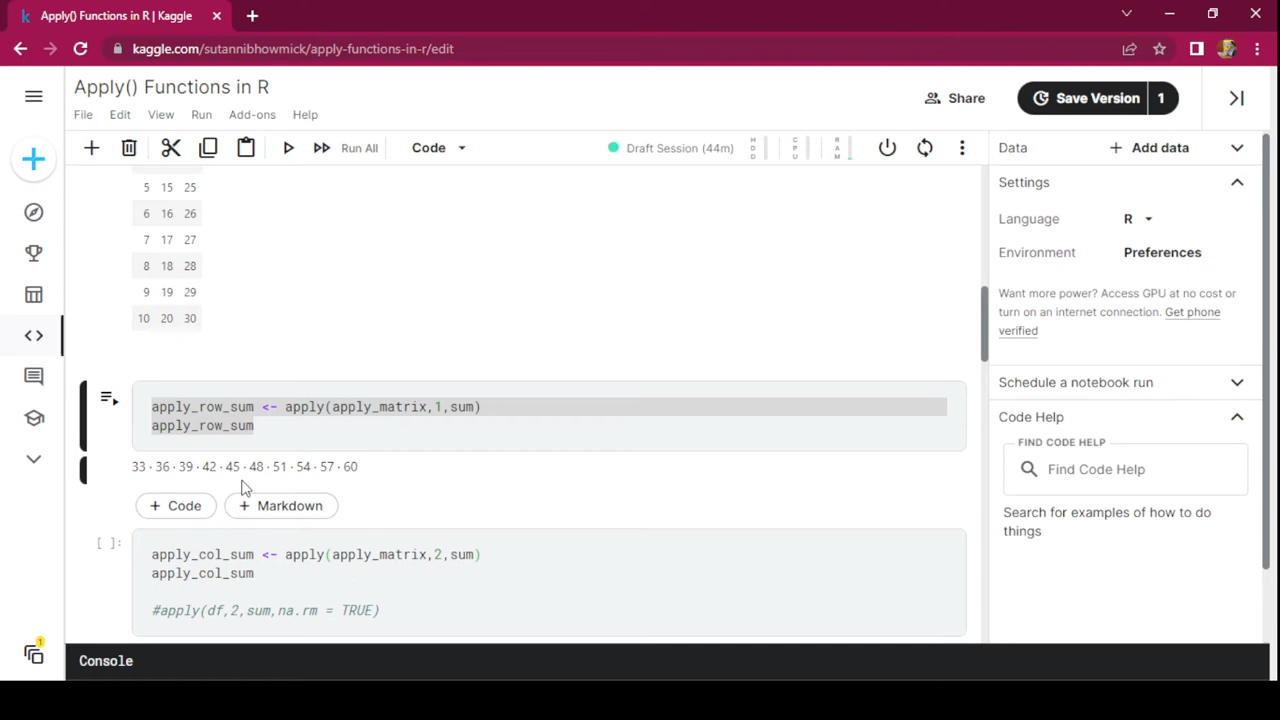 Apply() Functions in R | Kaggle
kaggle.com/sutannibhowmick/apply-functions-in-r/edit
Apply() Functions in R
Share
Save Version
1
File Edit View Run Add-ons Help
Run All
Code
Draft Session (44m)
HDD
CPU
RAM
Data
Add data
5 15 25
6 16 26
7 17 27
8 18 28
9 19 29
10 20 30
apply_row_sum <- apply(apply_matrix,1,sum)
apply_row_sum
33 · 36 · 39 · 42 · 45 · 48 · 51 · 54 · 57 · 60
+ Code
+ Markdown
[ ]:
apply_col_sum <- apply(apply_matrix,2,sum)
apply_col_sum
#apply(df,2,sum,na.rm = TRUE)
Console
Settings
Language R
Environment Preferences
Want more power? Access GPU at no cost or
turn on an internet connection. Get phone
verified
Schedule a notebook run
Code Help
FIND CODE HELP
Find Code Help
Search for examples of how to do
things
1